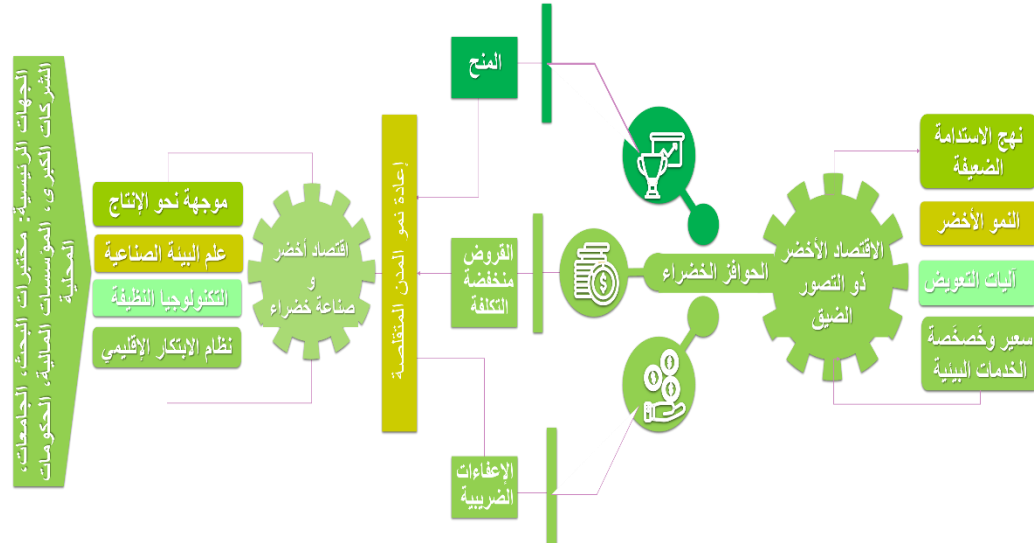 نهج الاستدامة
الضعيفة
النمو الأخضر
آليات التعويض
سعير وخصخصة
الخدمات البيئية
الاقتصاد الأخضر
ذو التصور
الضيق
الحوافز الخضراء
المنح
القروض
منخفضة
التكلفة
الإعفاءات
الضريبية
إعادة نمو المدن المتقلصة
اقتصاد أخضر
و
صناعة خضراء
موجهة نحو الإنتاج
علم البيئة الصناعية
التكنولوجيا النظيفة
نظام الابتكار الإقليمي
الجهات الرئيسية: مختبرات البحث، الجامعات،
الشركات الكبرى، المؤسسات المالية، الحكومات
المحلية